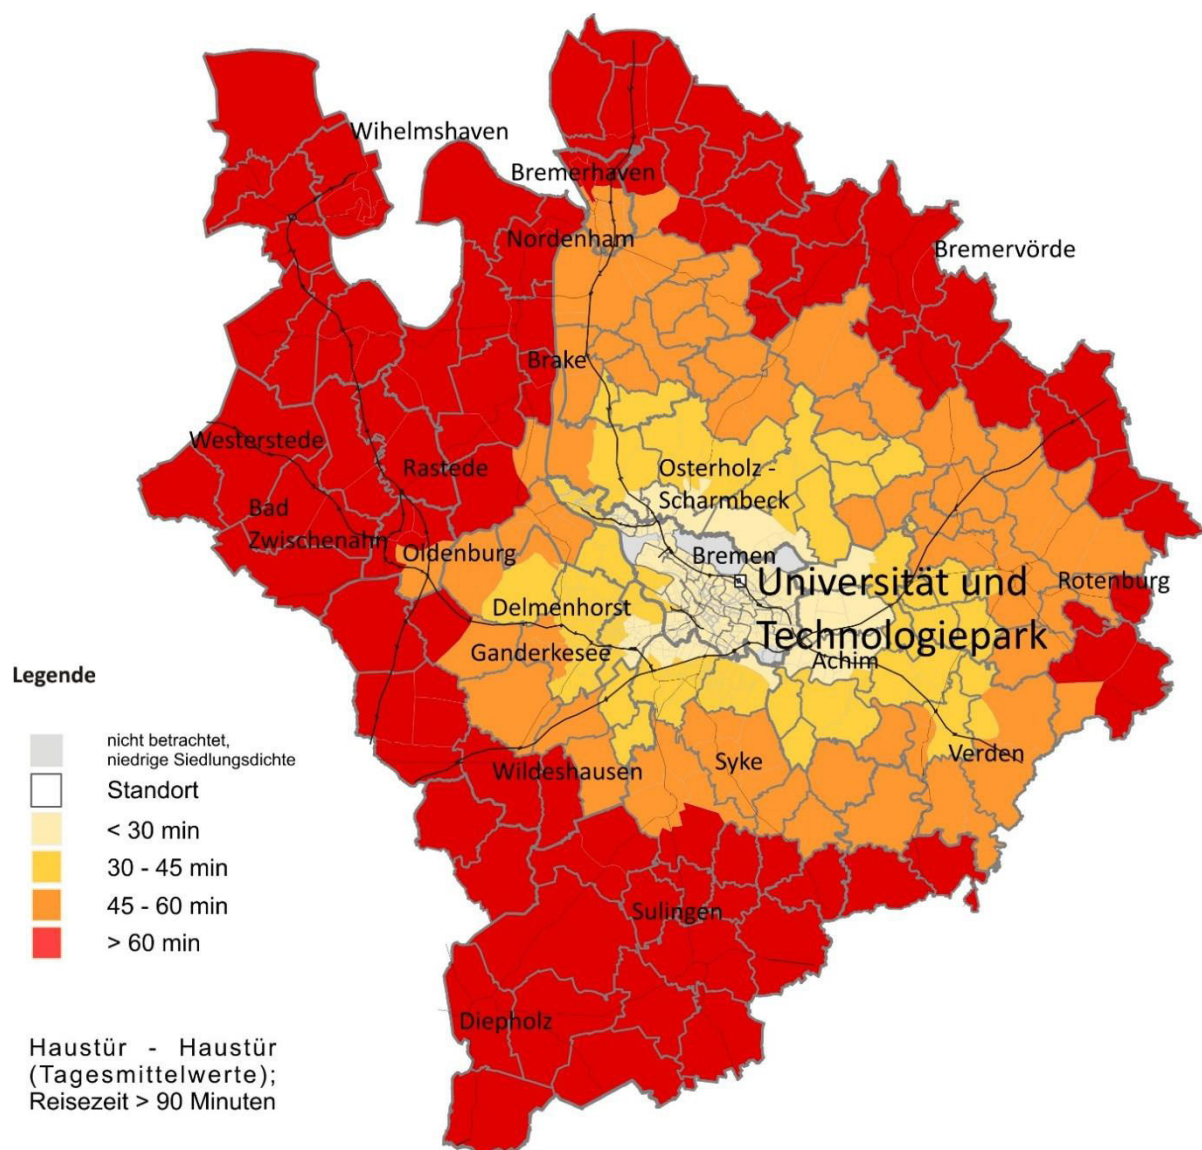 Wihelmshaven
Bremerhaven
Nordenham
Bremervörde
Brake
Westerstede
Rastede
Osterholz -
Scharmbeck
Bad
Zwischenahn
Oldenburg
Bremen
Universität und
Technologiepark
Rotenburg
Delmenhorst
Ganderkesee
Achim
Wildeshausen
Syke
Verden
Sulingen
Diepholz
Legende
nicht betrachtet,
niedrige Siedlungsdichte
Standort
< 30 min
30 - 45 min
45 - 60 min
> 60 min
Haustür - Haustür
(Tagesmittelwerte);
Reisezeit > 90 Minuten